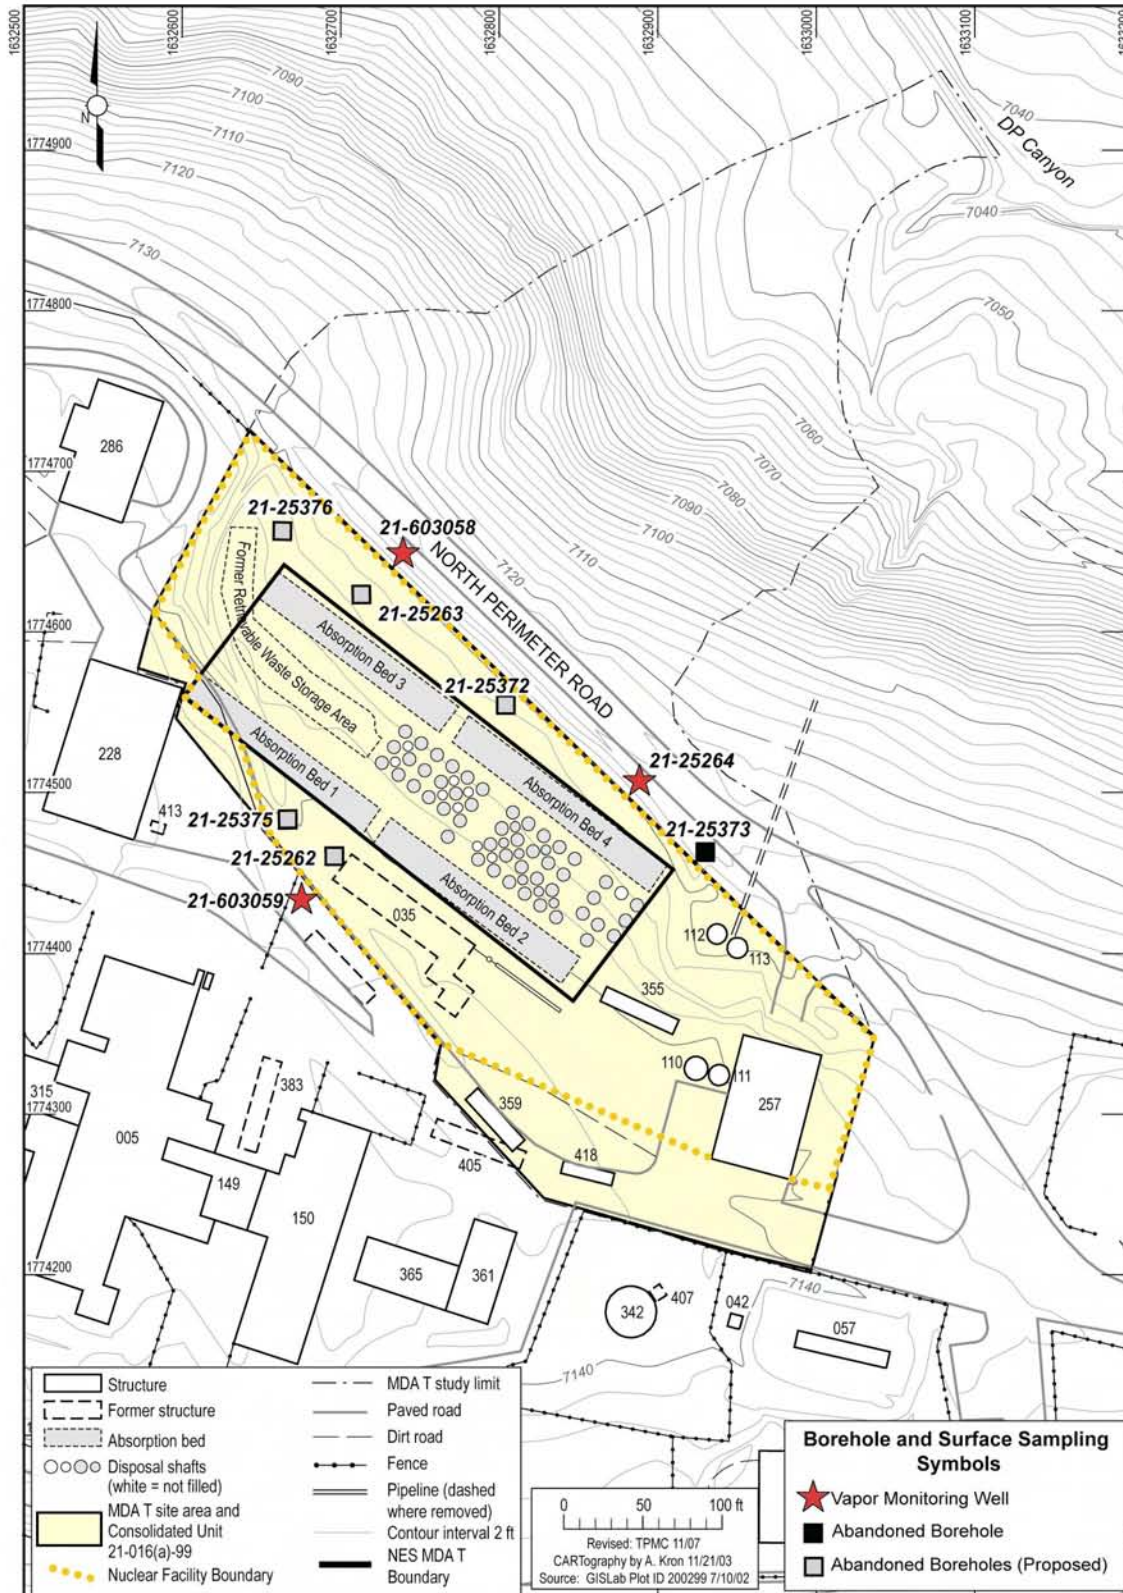 1632500
1632600
1632700
1632800
1632900
1633000
1633100
N
1774900
1774800
1774700
1774600
1774500
1774400
1774300
1774200
7090
7100
7110
7120
7130
7040
DP Canyon
7040
7050
7060
7070
7080
7090
7100
7110
7120
286
21-25376
21-603058
NORTH PERIMETER ROAD
21-25263
Former Retrievable Waste Storage Area
Absorption Bed 3
21-25372
228
Absorption Bed 1
21-25264
Absorption Bed 4
413
21-25375
21-25373
21-25262
21-603059
035
Absorption Bed 2
112
113
355
110
111
257
315
383
359
005
405
418
149
150
365
361
342
407
042
7140
057
7140
Structure
Former structure
Absorption bed
Disposal shafts
(white = not filled)
MDA T site area and
Consolidated Unit
21-016(a)-99
Nuclear Facility Boundary
MDA T study limit
Paved road
Dirt road
Fence
Pipeline (dashed
where removed)
Contour interval 2 ft
NES MDA T
Boundary
0 50 100 ft
Revised: TPMC 11/07
CARTography by A. Kron 11/21/03
Source: GISLab Plot ID 200299 7/10/02
Borehole and Surface Sampling
Symbols
Vapor Monitoring Well
Abandoned Borehole
Abandoned Boreholes (Proposed)